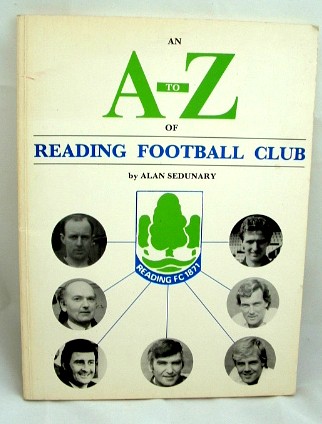 AN
A-TO-Z
OF
READING FOOTBALL CLUB
by ALAN SEDUNARY
READING FC 1871